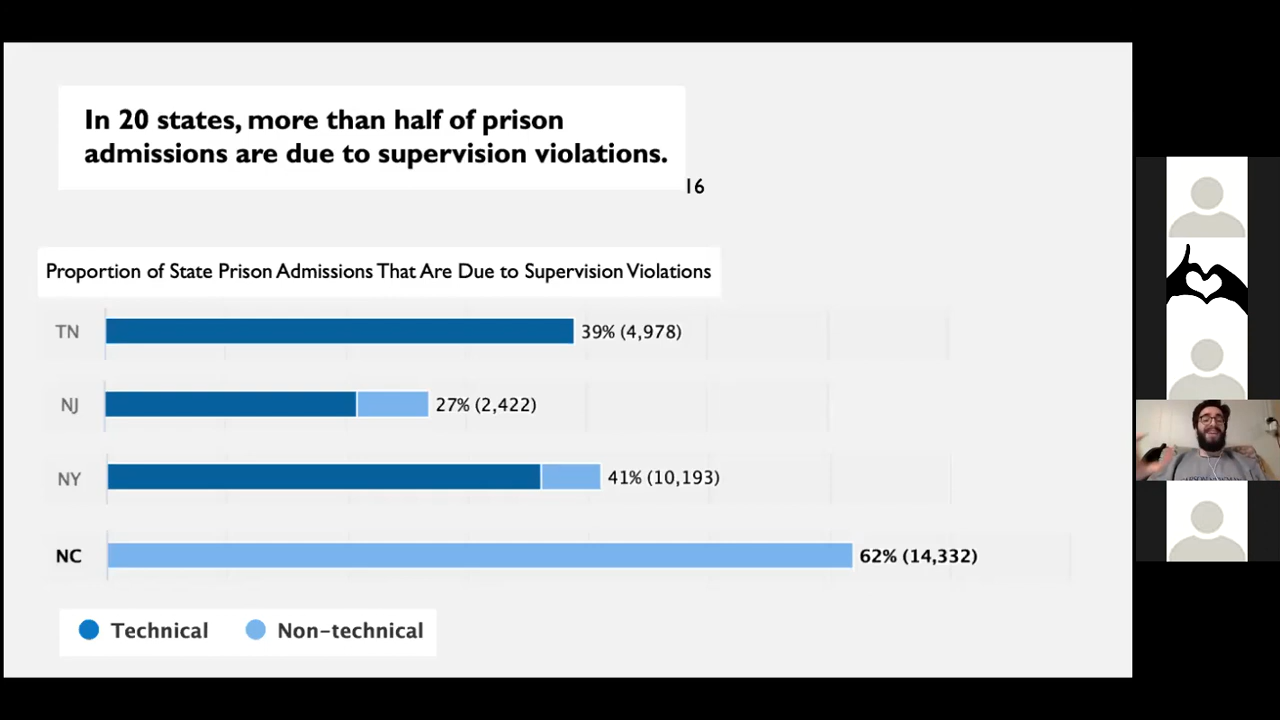 In 20 states, more than half of prison
admissions are due to supervision violations.
16
Proportion of State Prison Admissions That Are Due to Supervision Violations
TN 39% (4,978)
NJ 27% (2,422)
NY 41% (10,193)
NC 62% (14,332)
Technical Non-technical